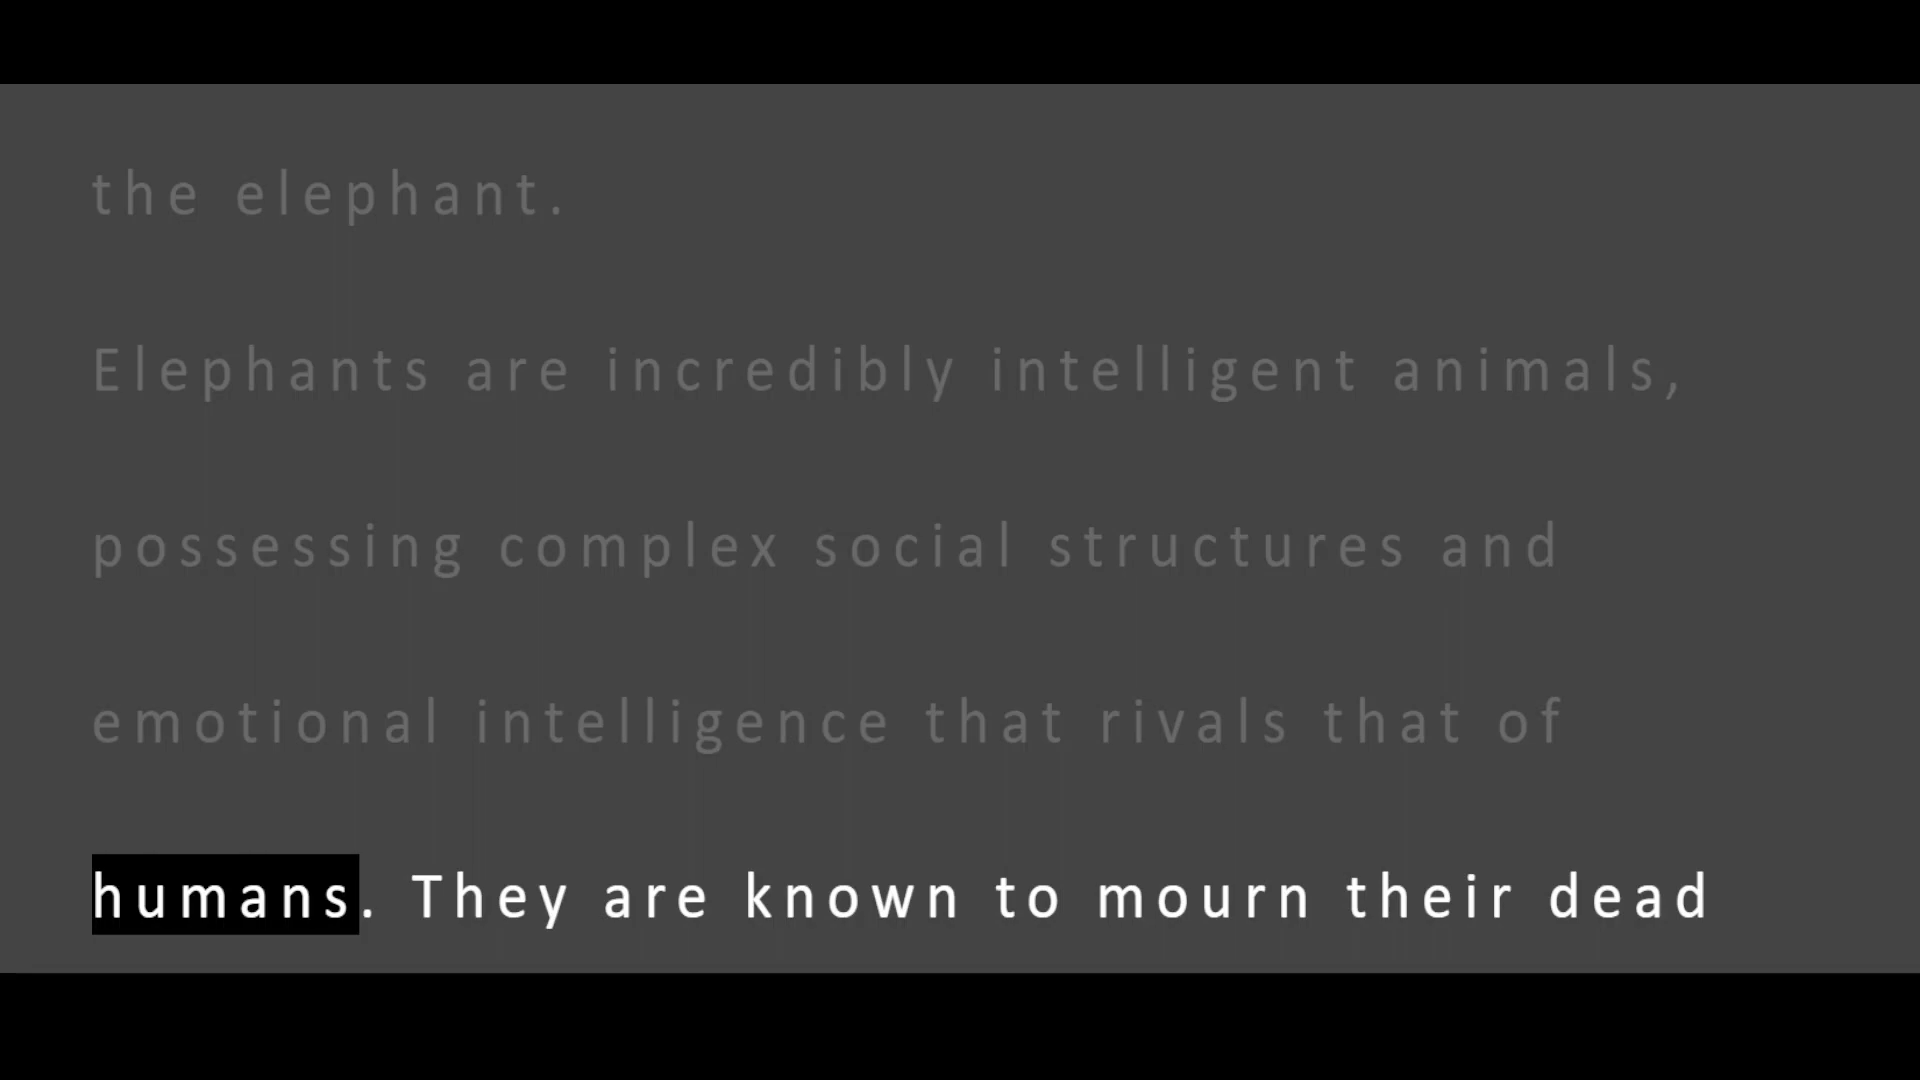 the elephant.
Elephants are incredibly intelligent animals,
possessing complex social structures and
emotional intelligence that rivals that of
humans. They are known to mourn their dead